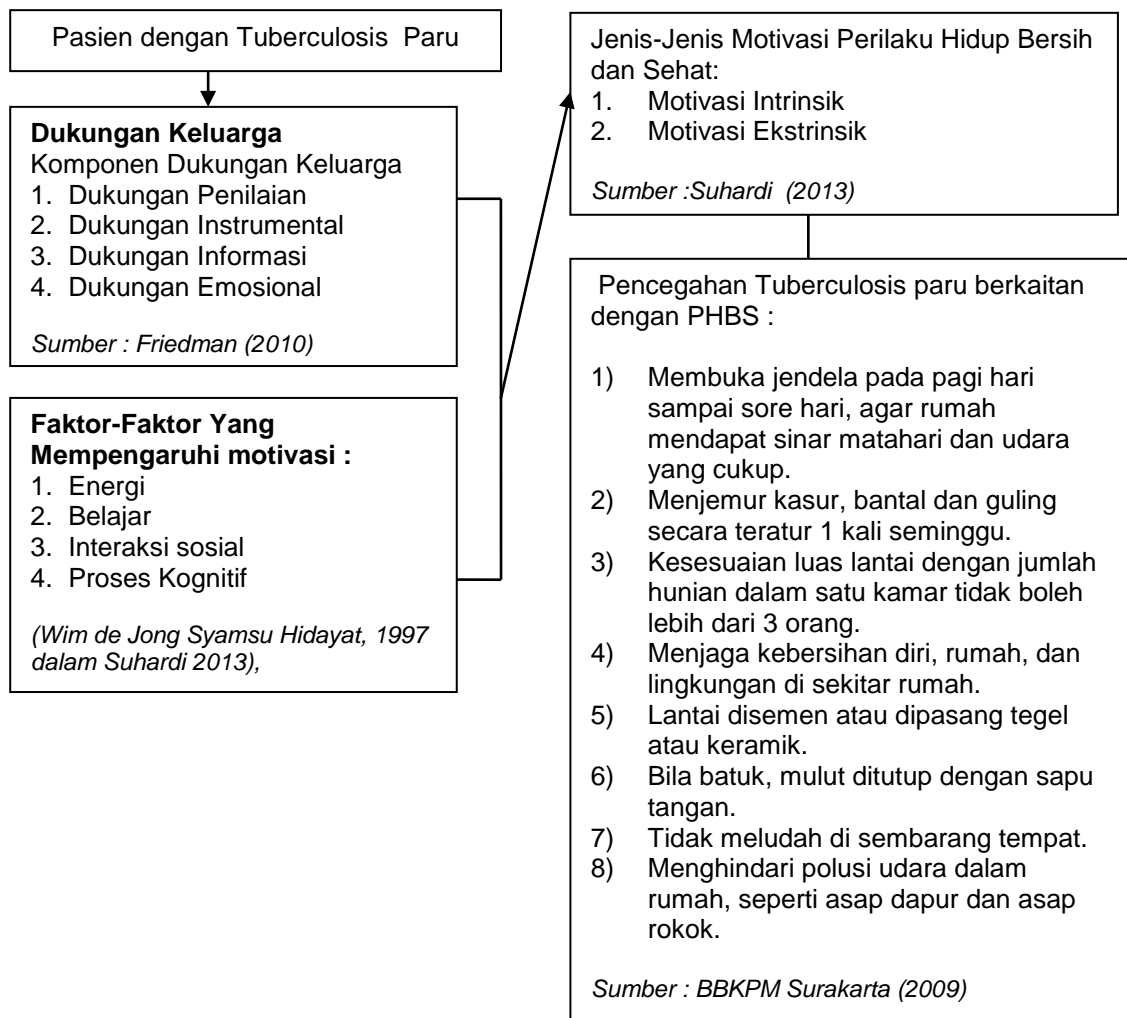 Pasien dengan Tuberculosis Paru
Dukungan Keluarga
Komponen Dukungan Keluarga
1. Dukungan Penilaian
2. Dukungan Instrumental
3. Dukungan Informasi
4. Dukungan Emosional
Sumber : Friedman (2010)
Faktor-Faktor Yang
Mempengaruhi motivasi :
1. Energi
2. Belajar
3. Interaksi sosial
4. Proses Kognitif
(Wim de Jong Syamsu Hidayat, 1997
dalam Suhardi 2013),
Jenis-Jenis Motivasi Perilaku Hidup Bersih
dan Sehat:
1. Motivasi Intrinsik
2. Motivasi Ekstrinsik
Sumber :Suhardi (2013)
Pencegahan Tuberculosis paru berkaitan
dengan PHBS :
1) Membuka jendela pada pagi hari
sampai sore hari, agar rumah
mendapat sinar matahari dan udara
yang cukup.
2) Menjemur kasur, bantal dan guling
secara teratur 1 kali seminggu.
3) Kesesuaian luas lantai dengan jumlah
hunian dalam satu kamar tidak boleh
lebih dari 3 orang.
4) Menjaga kebersihan diri, rumah, dan
lingkungan di sekitar rumah.
5) Lantai disemen atau dipasang tegel
atau keramik.
6) Bila batuk, mulut ditutup dengan sapu
tangan.
7) Tidak meludah di sembarang tempat.
8) Menghindari polusi udara dalam
rumah, seperti asap dapur dan asap
rokok.
Sumber : BBKPM Surakarta (2009)